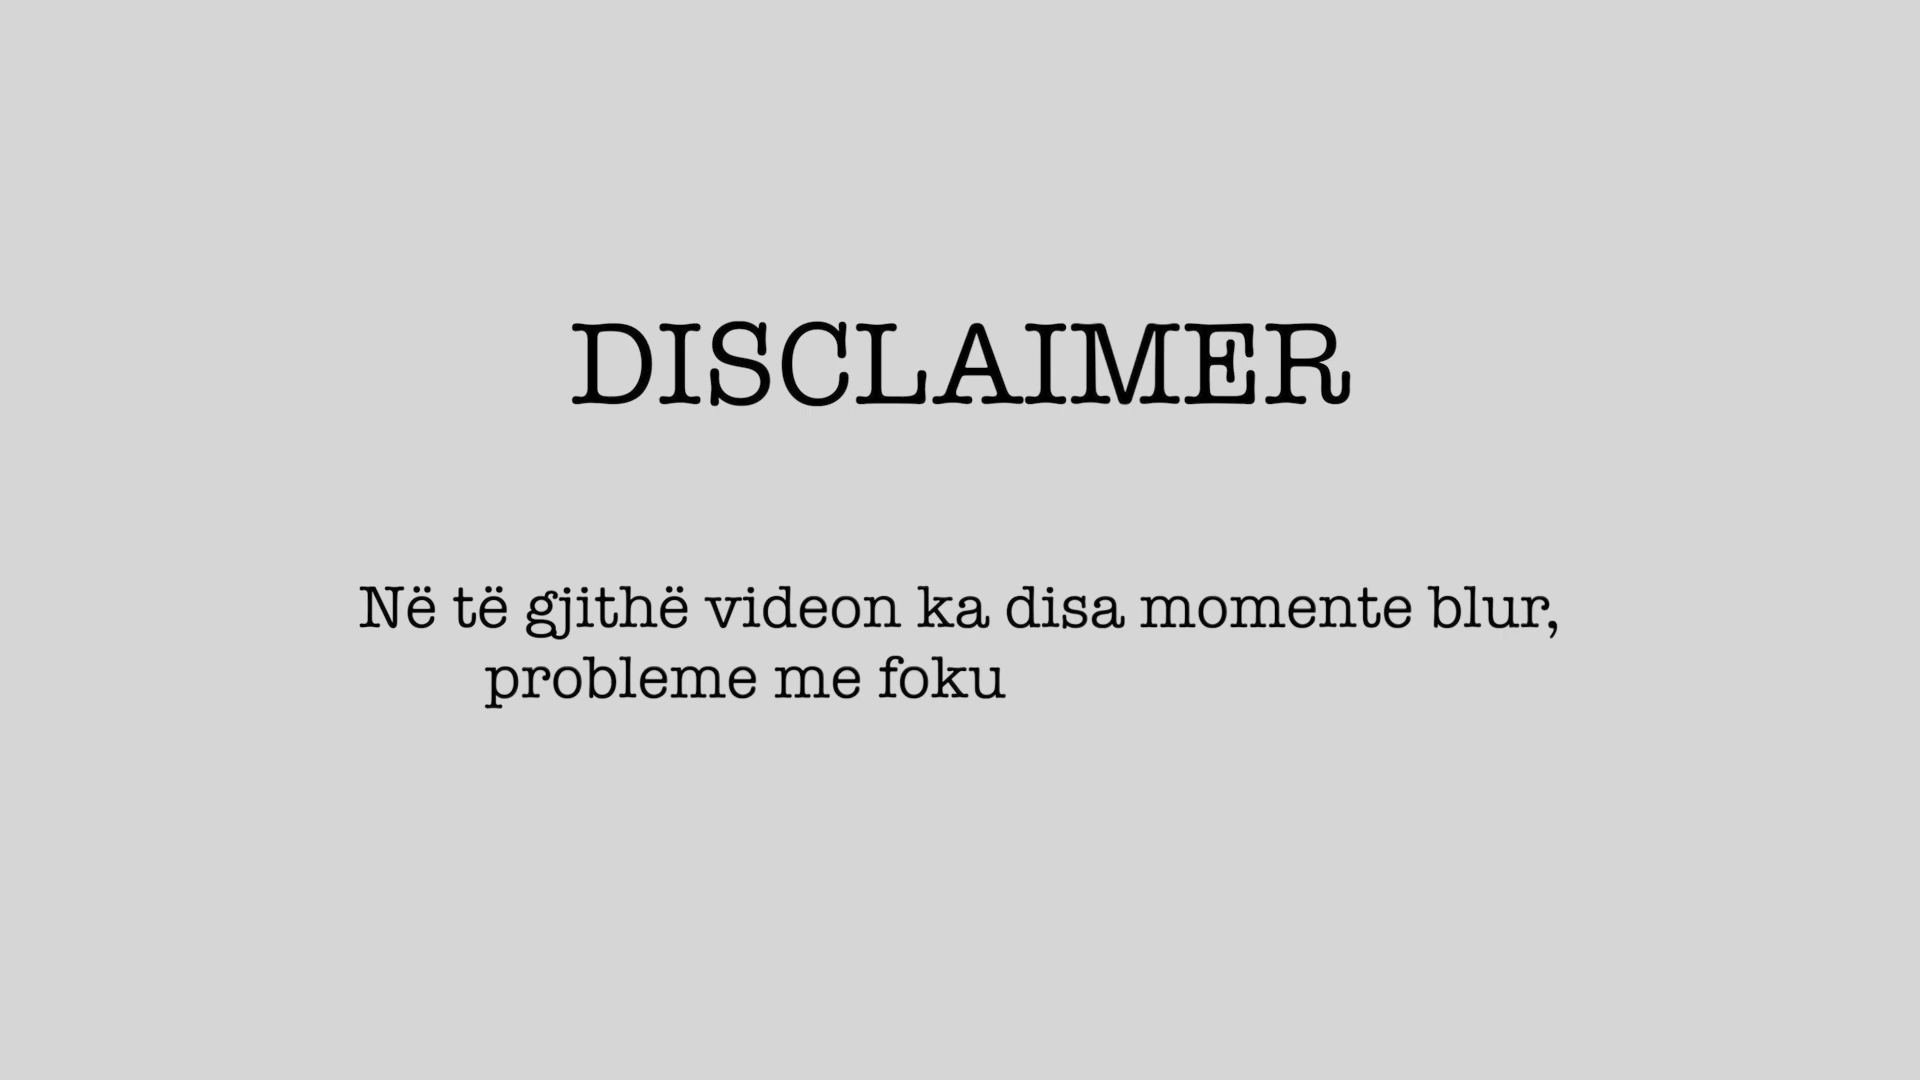 DISCLAIMER
Në të gjithë videon ka disa momente blur,
probleme me foku